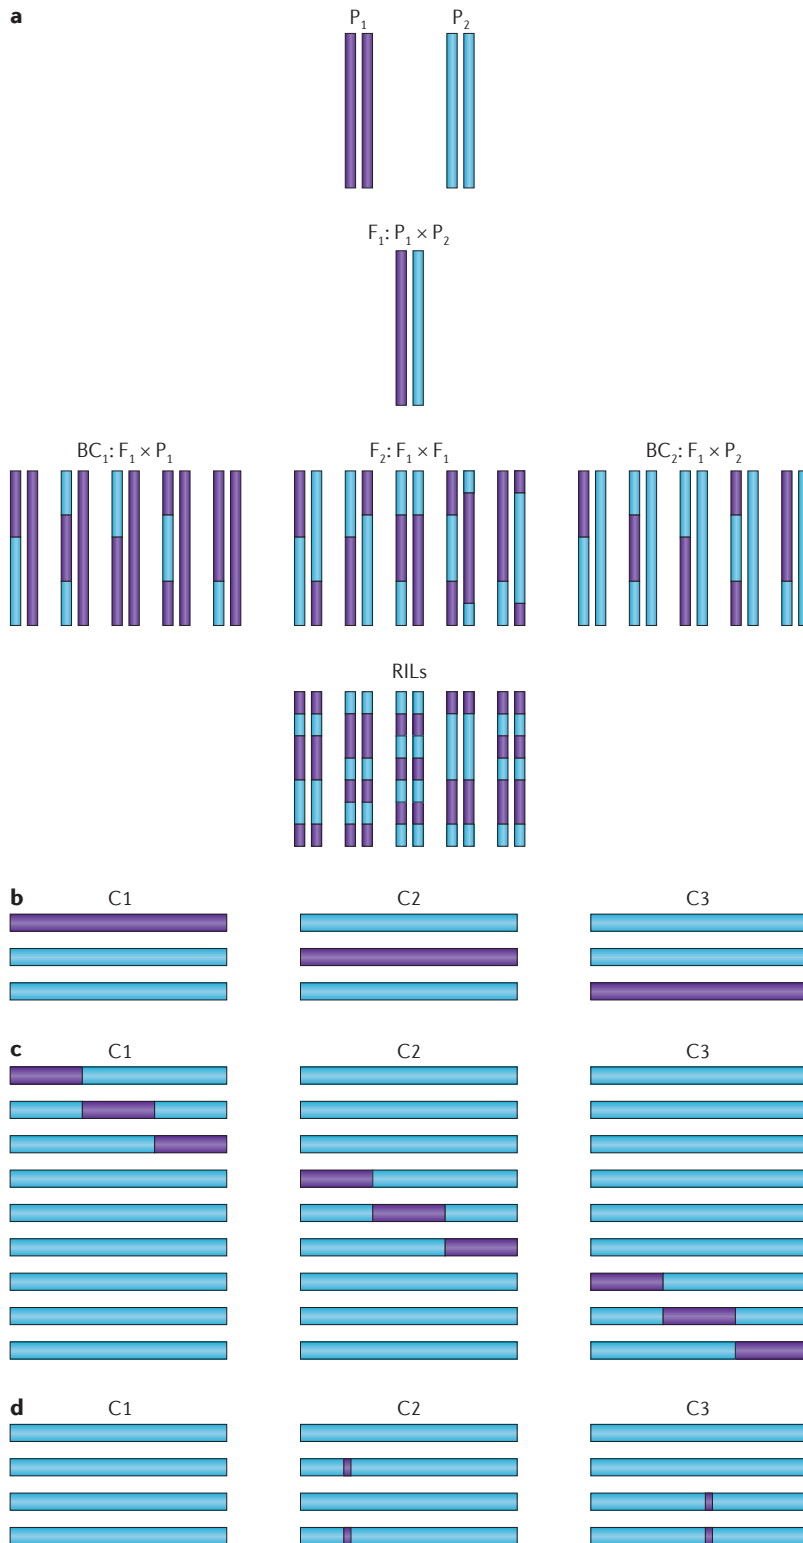 a
P₁ P₂
F₁: P₁ × P₂
BC₁: F₁ × P₁ F₂: F₁ × F₁ BC₂: F₁ × P₂
RILs
b C1 C2 C3
c C1 C2 C3
d C1 C2 C3